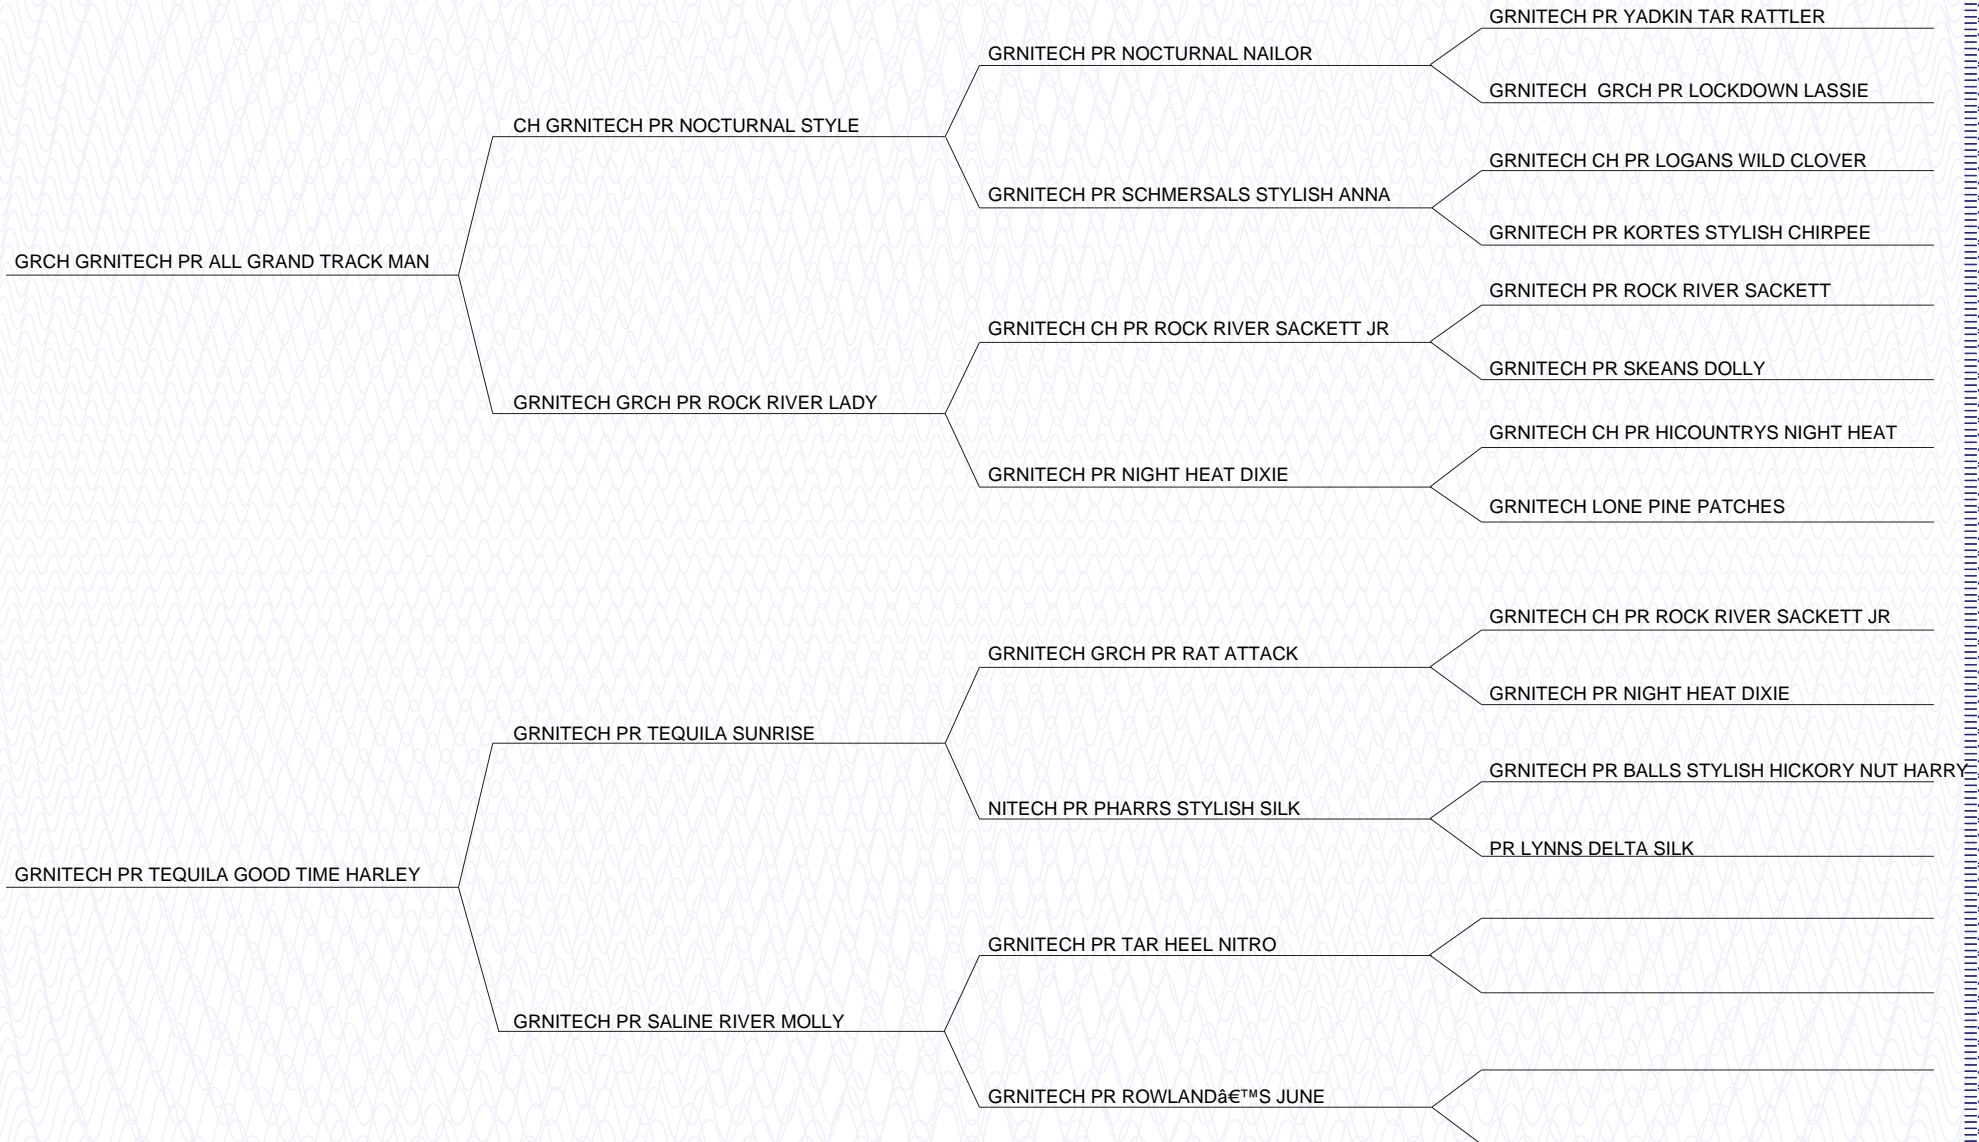 GRNITECH PR YADKIN TAR RATTLER
GRNITECH PR NOCTURNAL NAILOR
GRNITECH  GRCH PR LOCKDOWN LASSIE
CH GRNITECH PR NOCTURNAL STYLE
GRNITECH CH PR LOGANS WILD CLOVER
GRNITECH PR SCHMERSALS STYLISH ANNA
GRNITECH PR KORTES STYLISH CHIRPEE
GRCH GRNITECH PR ALL GRAND TRACK MAN
GRNITECH PR ROCK RIVER SACKETT
GRNITECH CH PR ROCK RIVER SACKETT JR
GRNITECH PR SKEANS DOLLY
GRNITECH GRCH PR ROCK RIVER LADY
GRNITECH CH PR HICOUNTRYS NIGHT HEAT
GRNITECH PR NIGHT HEAT DIXIE
GRNITECH LONE PINE PATCHES
GRNITECH CH PR ROCK RIVER SACKETT JR
GRNITECH GRCH PR RAT ATTACK
GRNITECH PR NIGHT HEAT DIXIE
GRNITECH PR TEQUILA SUNRISE
GRNITECH PR BALLS STYLISH HICKORY NUT HARRY
NITECH PR PHARRS STYLISH SILK
PR LYNNS DELTA SILK
GRNITECH PR TEQUILA GOOD TIME HARLEY
GRNITECH PR TAR HEEL NITRO
GRNITECH PR SALINE RIVER MOLLY
GRNITECH PR ROWLANDâ€™S JUNE